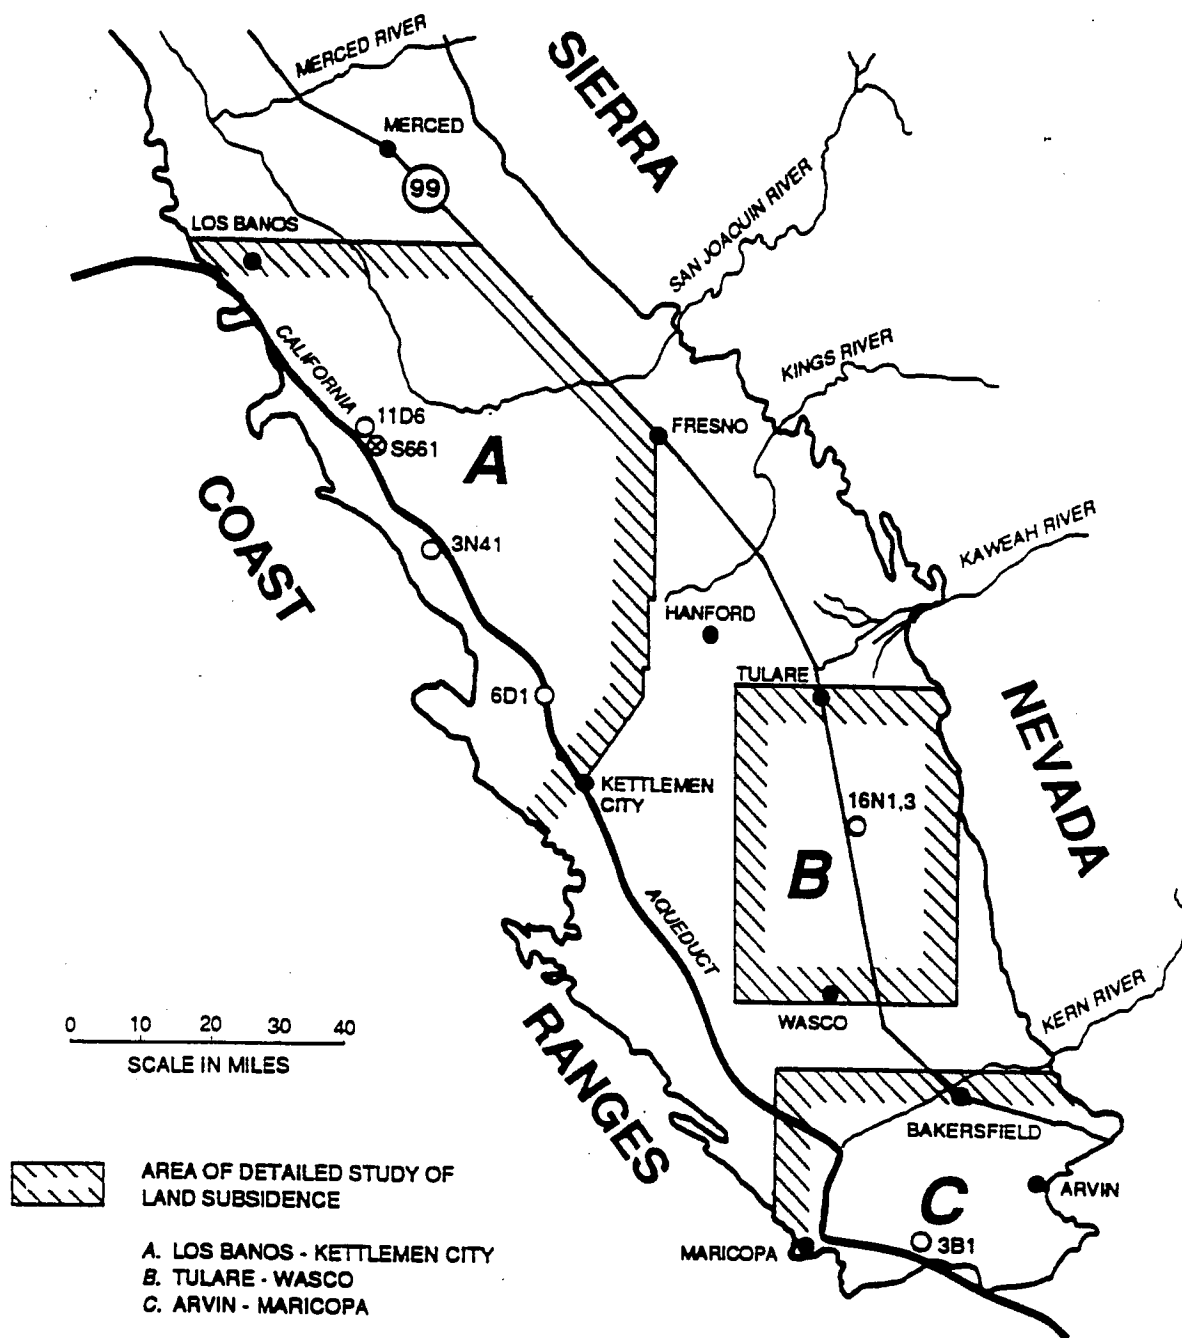 MERCED RIVER
SIERRA
MERCED
99
LOS BANOS
SAN JOAQUIN RIVER
CALIFORNIA
KINGS RIVER
11D6
S661
A
FRESNO
COAST
3N41
KAWEAH RIVER
HANFORD
TULARE
6D1
NEVADA
KETTLEMEN
CITY
16N1,3
B
AQUEDUCT
WASCO
KERN RIVER
RANGES
0 10 20 30 40
SCALE IN MILES
BAKERSFIELD
ARVIN
C
3B1
MARICOPA
AREA OF DETAILED STUDY OF
LAND SUBSIDENCE
A. LOS BANOS - KETTLEMEN CITY
B. TULARE - WASCO
C. ARVIN - MARICOPA